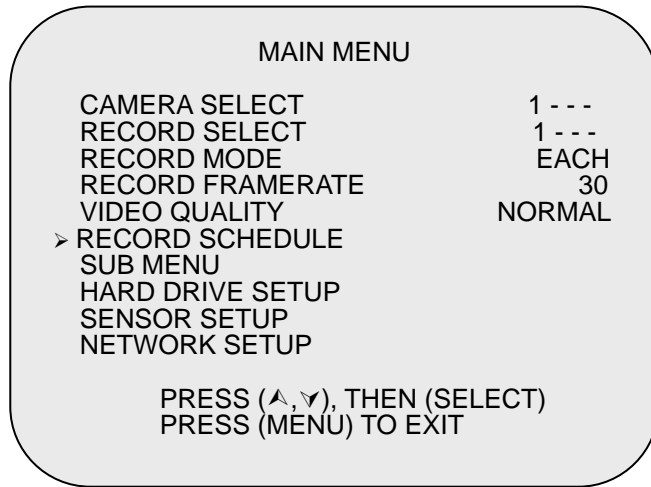 MAIN MENU
CAMERA SELECT 1 - - -
RECORD SELECT 1 - - -
RECORD MODE EACH
RECORD FRAMERATE 30
VIDEO QUALITY NORMAL
➢ RECORD SCHEDULE
SUB MENU
HARD DRIVE SETUP
SENSOR SETUP
NETWORK SETUP
PRESS (⮝,⮟), THEN (SELECT)
PRESS (MENU) TO EXIT